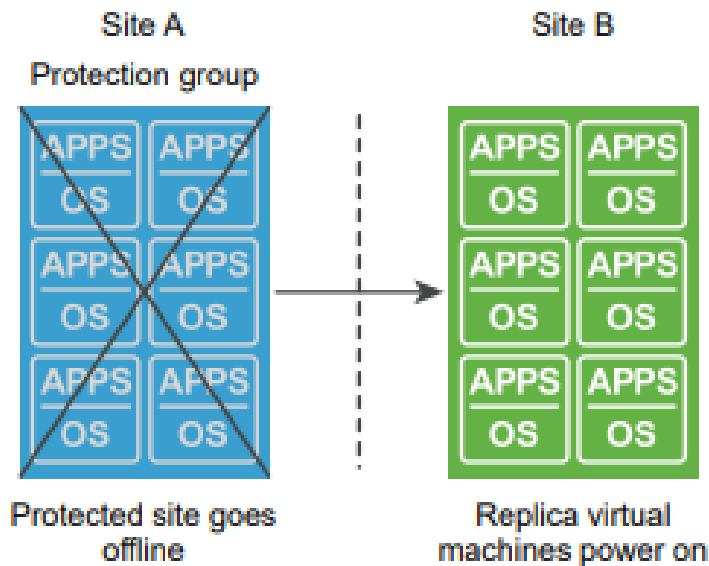 Site A
Site B
Protection group
APPS APPS
OS OS
APPS APPS
OS OS
APPS APPS
OS OS
APPS APPS
OS OS
APPS APPS
OS OS
APPS APPS
OS OS
Protected site goes
offline
Replica virtual
machines power on